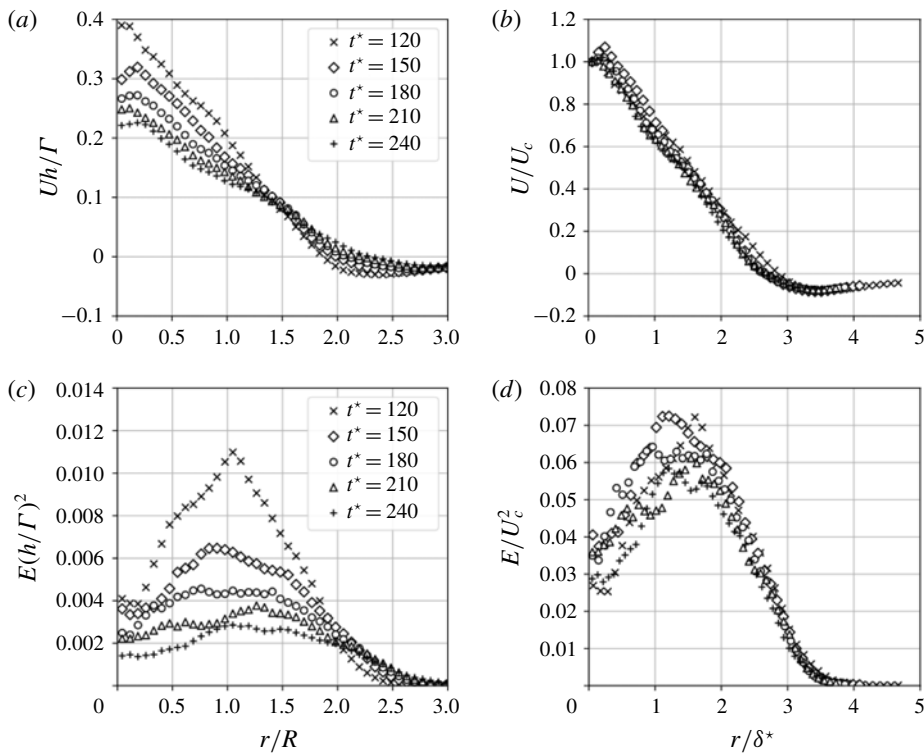 (a)
0.4
0.3
0.2
0.1
0
−0.1
Uh/Γ
0 0.5 1.0 1.5 2.0 2.5 3.0
t⋆ = 120
t⋆ = 150
t⋆ = 180
t⋆ = 210
t⋆ = 240
(b)
1.2
1.0
0.8
0.6
0.4
0.2
0
−0.2
U/Uc
0 1 2 3 4 5
(c)
0.014
0.012
0.010
0.008
0.006
0.004
0.002
E(h/Γ)²
0 0.5 1.0 1.5 2.0 2.5 3.0
r/R
t⋆ = 120
t⋆ = 150
t⋆ = 180
t⋆ = 210
t⋆ = 240
(d)
0.08
0.07
0.06
0.05
0.04
0.03
0.02
0.01
E/Uc²
0 1 2 3 4 5
r/δ⋆